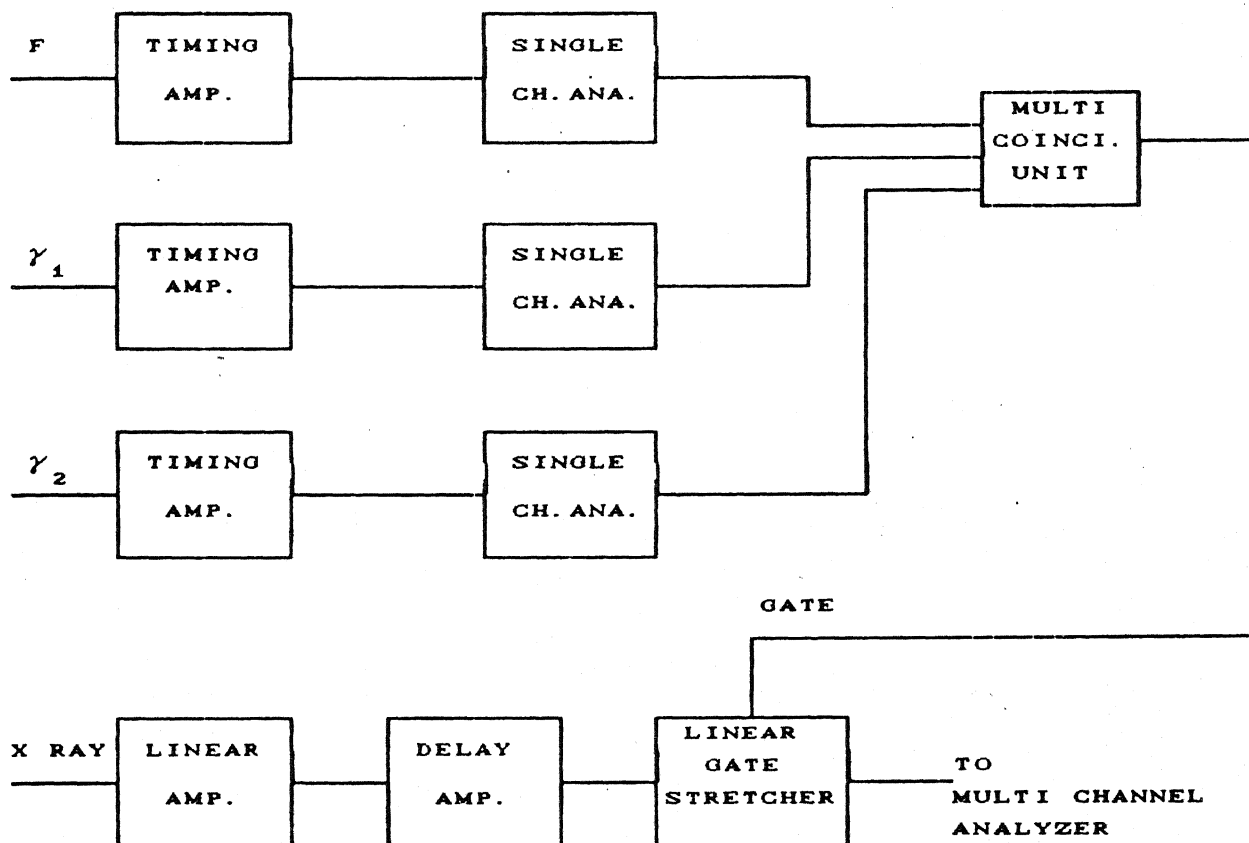 F
TIMING
AMP.
SINGLE
CH. ANA.
MULTI
COINCI.
UNIT
γ1
TIMING
AMP.
SINGLE
CH. ANA.
γ2
TIMING
AMP.
SINGLE
CH. ANA.
GATE
X RAY
LINEAR
AMP.
DELAY
AMP.
LINEAR
GATE
STRETCHER
TO
MULTI CHANNEL
ANALYZER